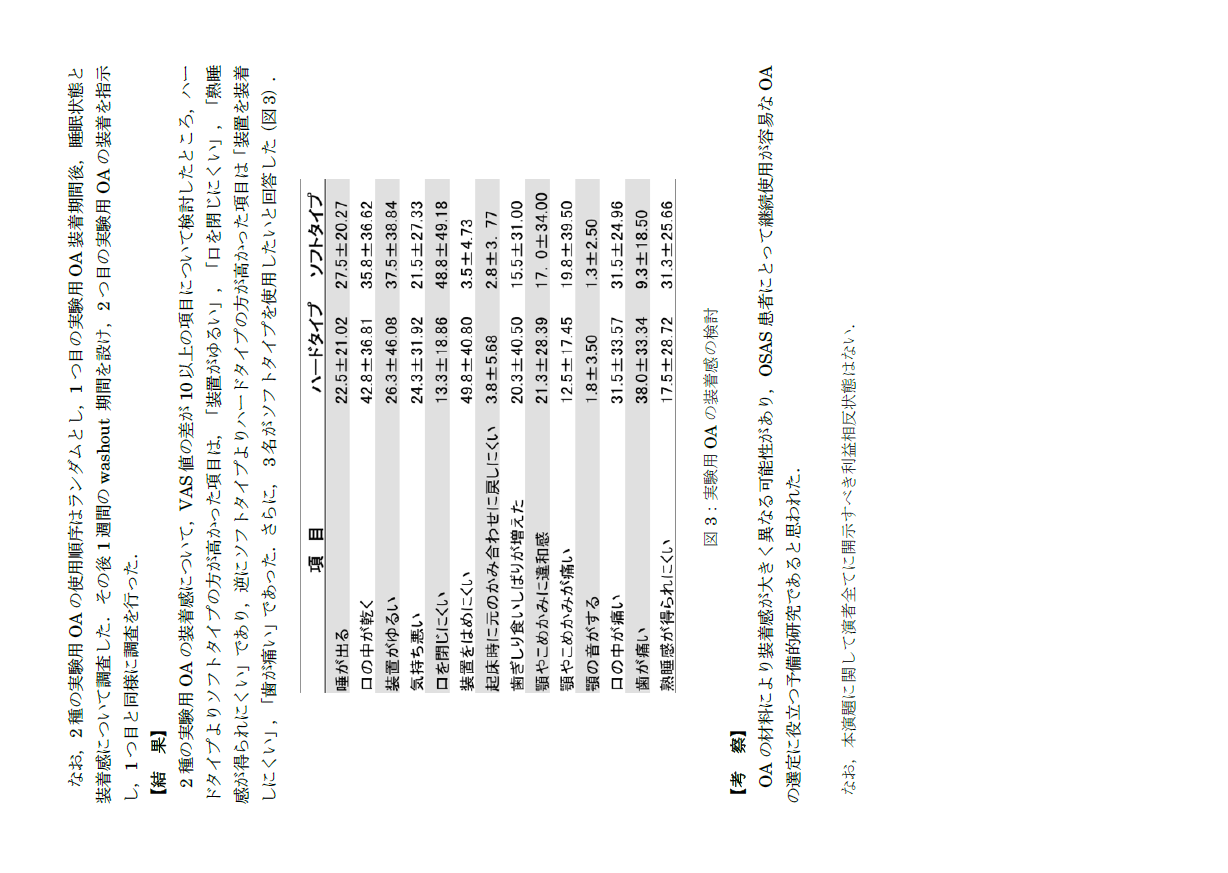 なお，2 種の実験用 OA の使用順序はランダムとし，1 つ目の実験用 OA 装着期間後，睡眠状態と
装着感について調査した．その後 1 週間の washout 期間を設け，2 つ目の実験用 OA の装着を指示
し，1 つ目と同様に調査を行った．
【結　果】
2 種の実験用 OA の装着感について，VAS 値の差が 10 以上の項目について検討したところ，ハー
ドタイプよりソフトタイプの方が高かった項目は，「装置がゆるい」，「口を閉じにくい」，「熟睡
感が得られにくい」であり，逆にソフトタイプよりハードタイプの方が高かった項目は「装置を装着
しにくい」，「歯が痛い」であった．さらに，3 名がソフトタイプを使用したいと回答した（図 3）．
項　目 ハードタイプ ソフトタイプ
唾が出る 22.5±21.02 27.5±20.27
口の中が乾く 42.8±36.81 35.8±36.62
装置がゆるい 26.3±46.08 37.5±38.84
気持ち悪い 24.3±31.92 21.5±27.33
口を閉じにくい 13.3±18.86 48.8±49.18
装置をはめにくい 49.8±40.80 3.5±4.73
起床時に元のかみ合わせに戻しにくい 3.8±5.68 2.8±3. 77
歯ぎしり食いしばりが増えた 20.3±40.50 15.5±31.00
顎やこめかみに違和感 21.3±28.39 17. 0±34.00
顎やこめかみが痛い 12.5±17.45 19.8±39.50
顎の音がする 1.8±3.50 1.3±2.50
口の中が痛い 31.5±33.57 31.5±24.96
歯が痛い 38.0±33.34 9.3±18.50
熟睡感が得られにくい 17.5±28.72 31.3±25.66
図 3：実験用 OA の装着感の検討
【考　察】
OA の材料により装着感が大きく異なる可能性があり，OSAS 患者にとって継続使用が容易な OA
の選定に役立つ予備的研究であると思われた．
なお，本演題に関して演者全てに開示すべき利益相反状態はない．